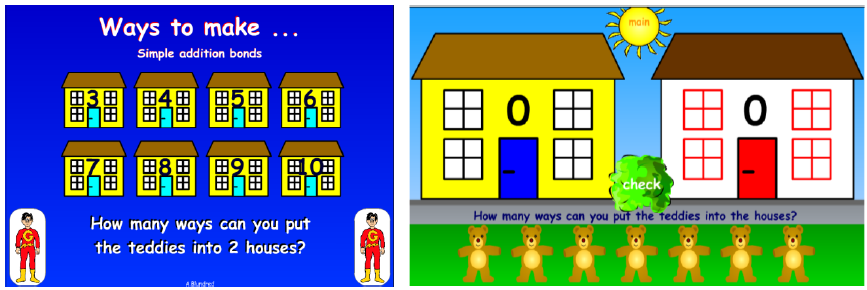 Ways to make ...
Simple addition bonds
3 4 5 6
7 8 9 10
G G
How many ways can you put
the teddies into 2 houses?
A Blundred
main
0 0
check
How many ways can you put the teddies into the houses?